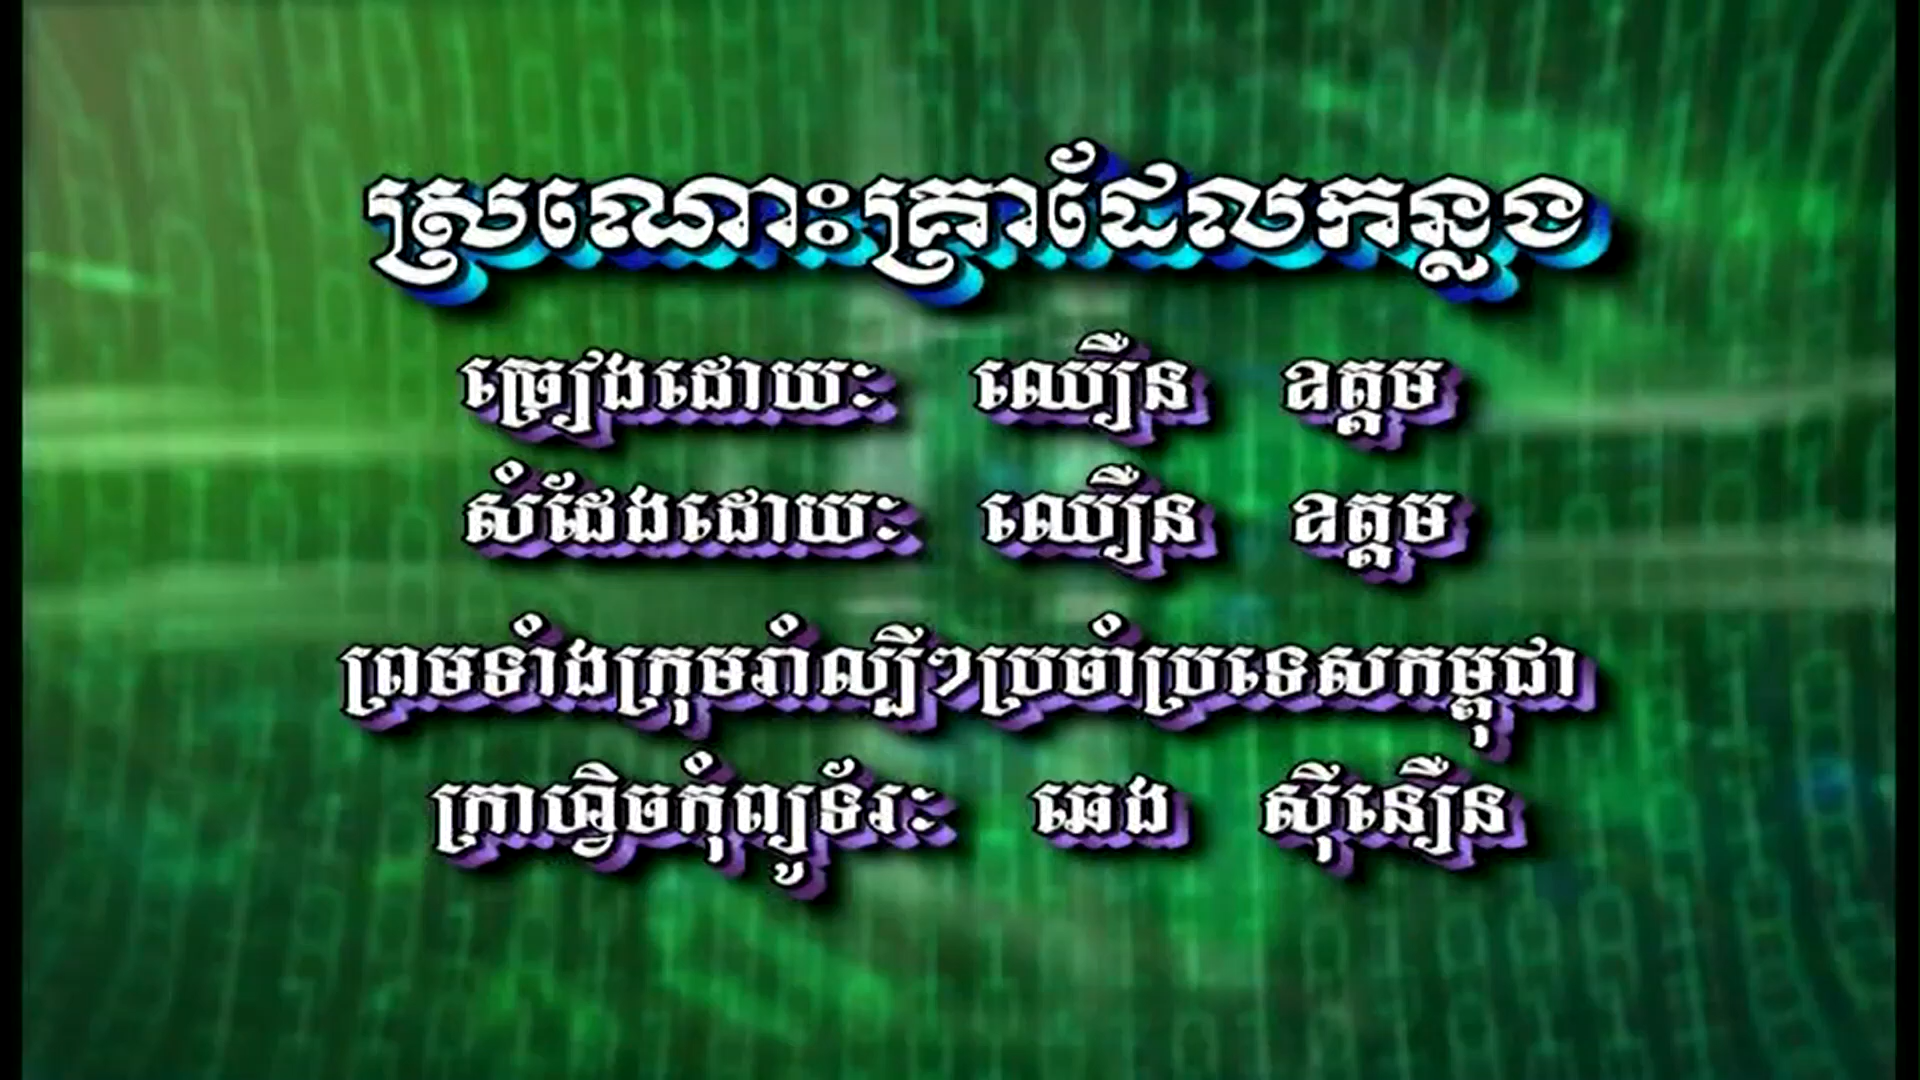 ស្រណោះគ្រាដែលកន្លង
ច្រៀងដោយៈ ឈឿន ឧត្តម
សំដែងដោយៈ ឈឿន ឧត្តម
ព្រមទាំងក្រុមរាំល្បីៗប្រចាំប្រទេសកម្ពុជា
ក្រាហ្វិចកុំព្យូទ័រៈ ឆេង ស៊ីនឿន